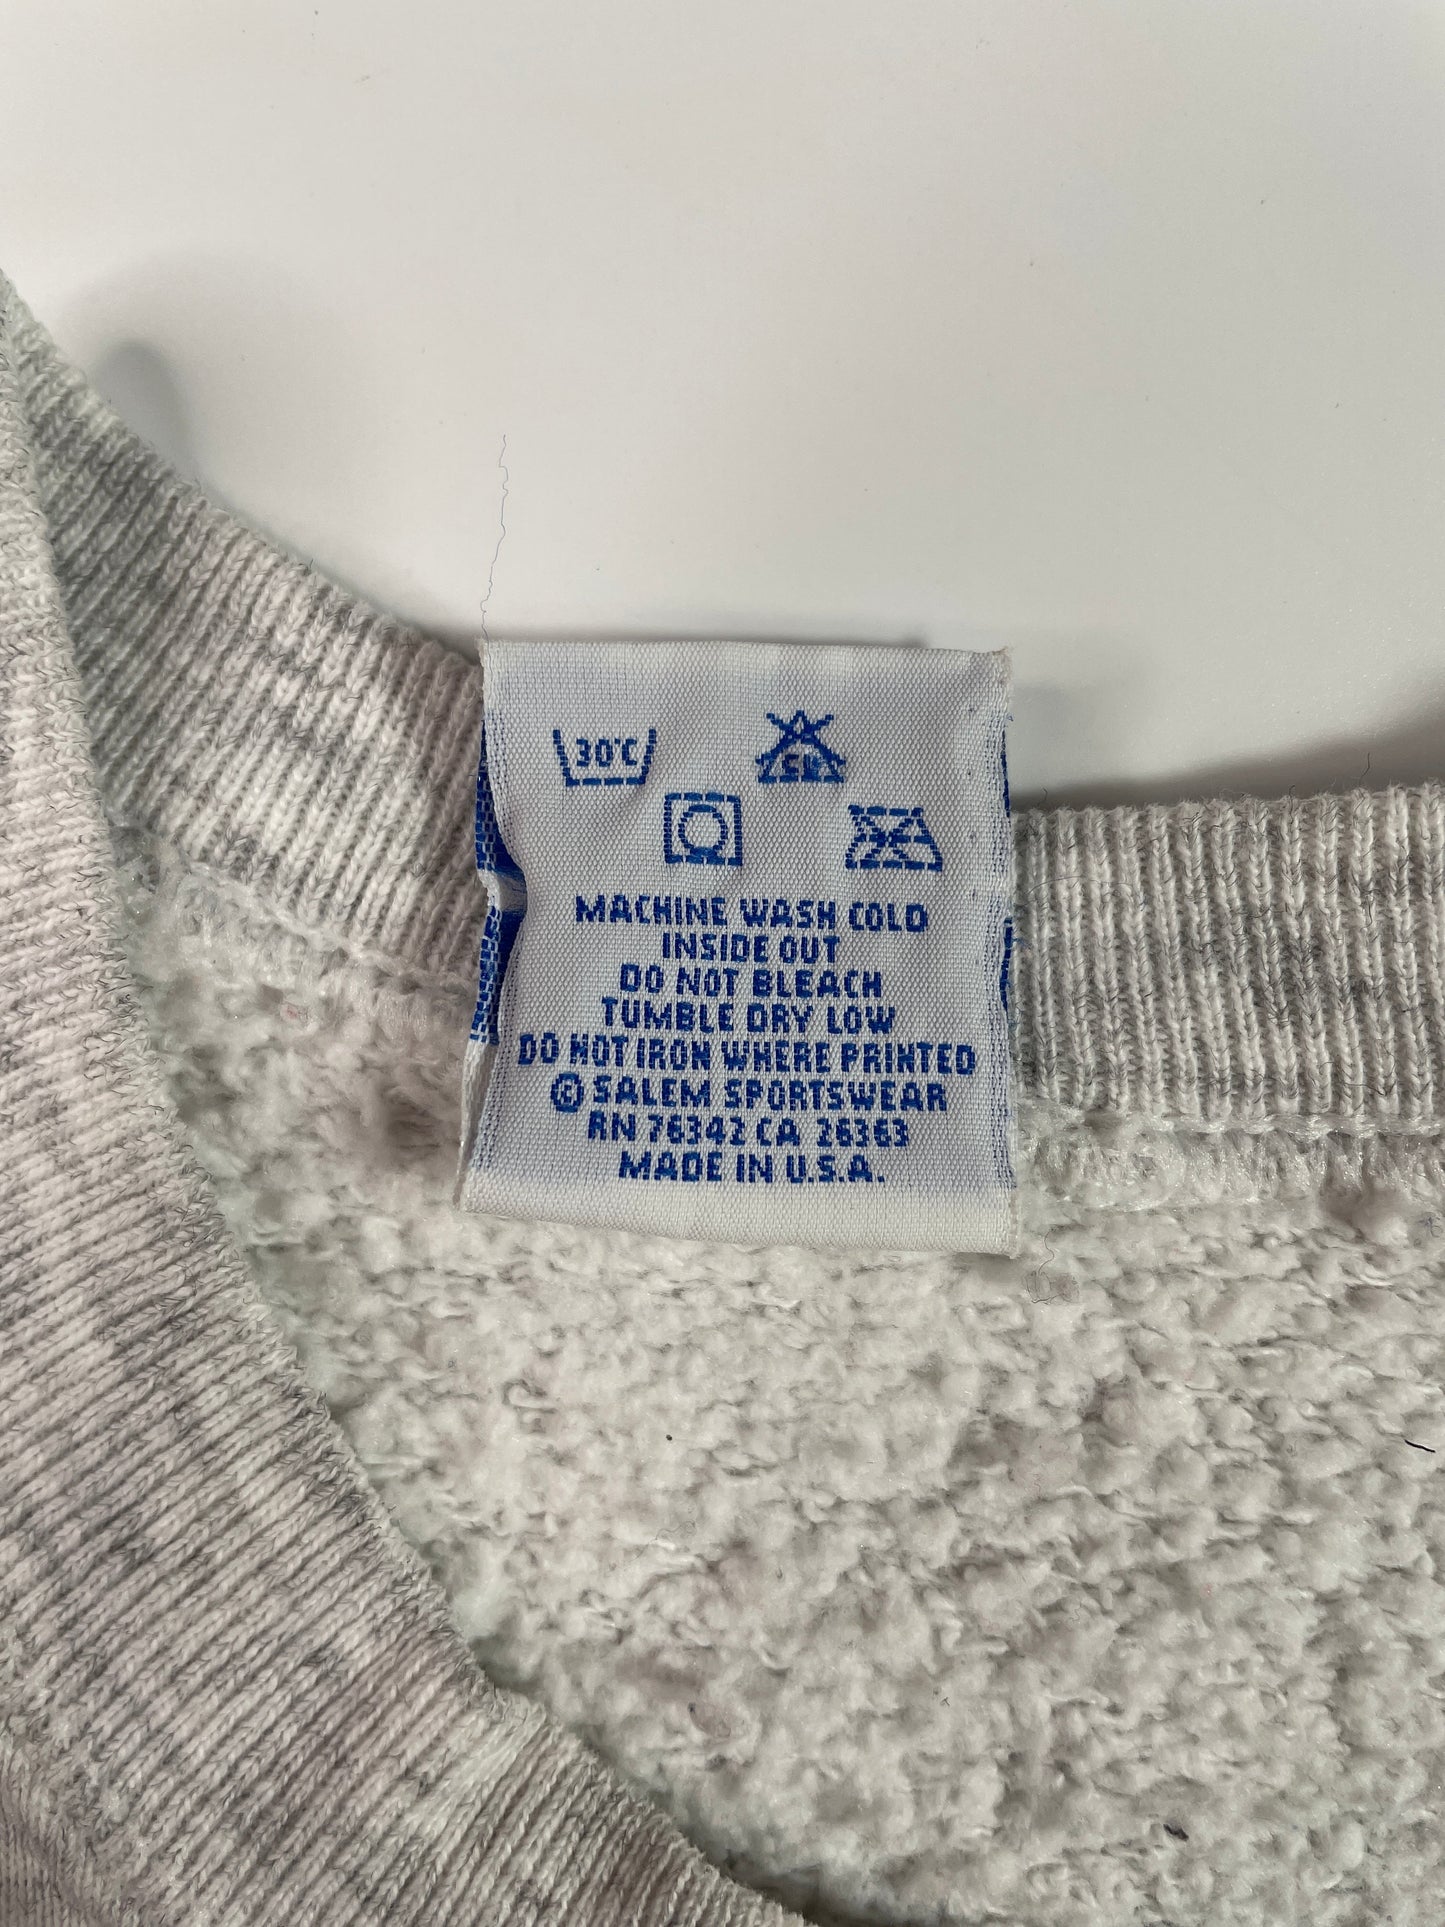 30°C
CL
MACHINE WASH COLD
INSIDE OUT
DO NOT BLEACH
TUMBLE DRY LOW
DO NOT IRON WHERE PRINTED
© SALEM SPORTSWEAR
RN 76342 CA 26363
MADE IN U.S.A.